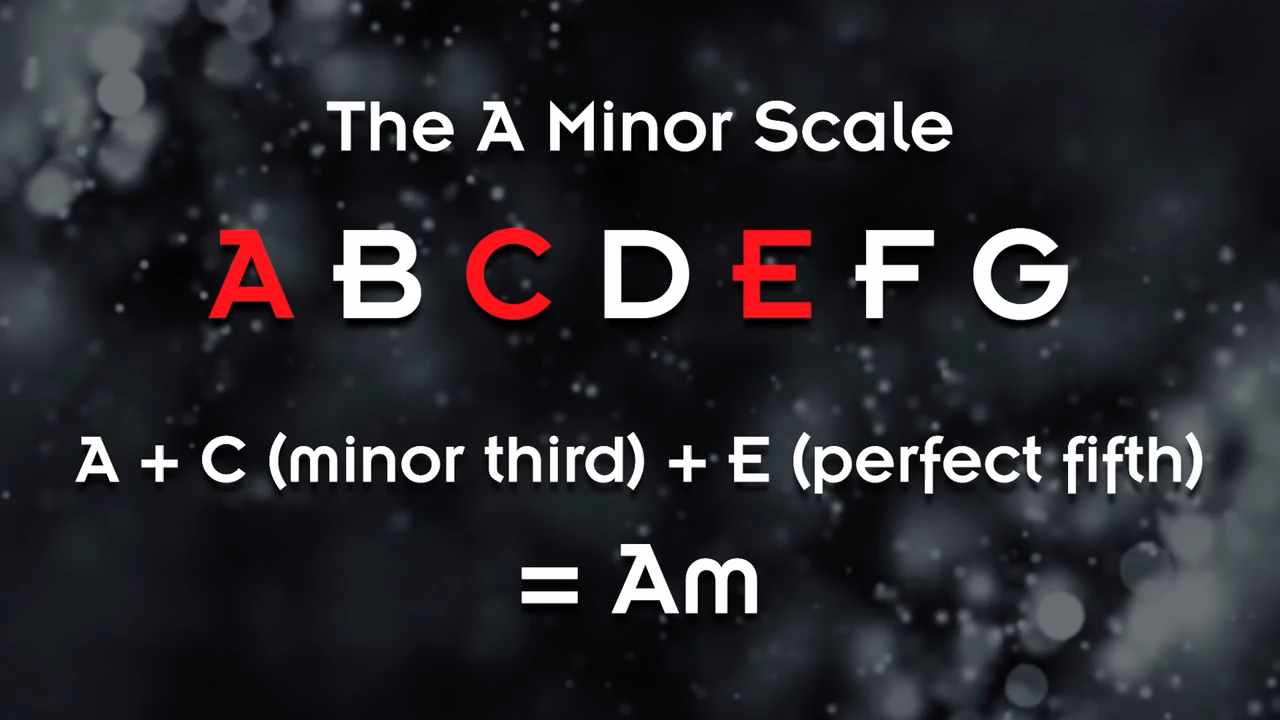 The A Minor Scale
A B C D E F G
A + C (minor third) + E (perfect fifth)
= Am